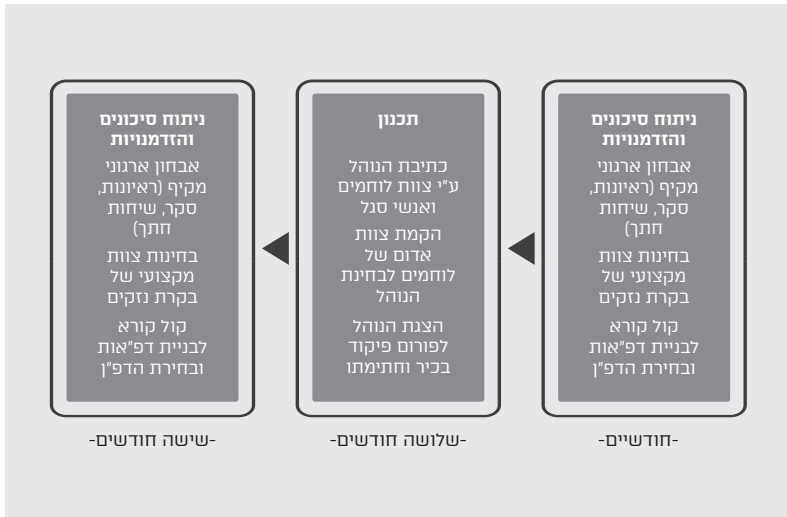 ניתוח סיכונים
והזדמנויות
אבחון ארגוני
מקיף (ראיונות,
סקר, שיחות
חתך)
בחינות צוות
מקצועי של
בקרת נזקים
קול קורא
לבניית דפ"אות
ובחירת הדפ"ן
-חודשיים-
תכנון
כתיבת הנוהל
ע"י צוות לוחמים
ואנשי סגל
הקמת צוות
אדום של
לוחמים לבחינת
הנוהל
הצגת הנוהל
לפורום פיקוד
בכיר וחתימתו
-שלושה חודשים-
ניתוח סיכונים
והזדמנויות
אבחון ארגוני
מקיף (ראיונות,
סקר, שיחות
חתך)
בחינות צוות
מקצועי של
בקרת נזקים
קול קורא
לבניית דפ"אות
ובחירת הדפ"ן
-שישה חודשים-